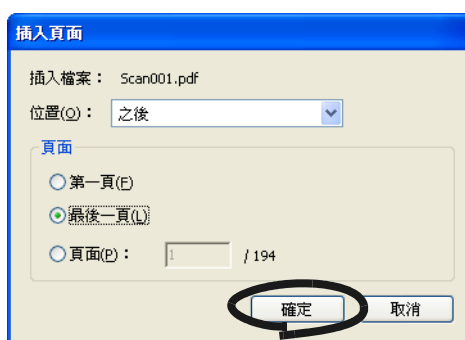 插入頁面
插入檔案： Scan001.pdf
位置(O)： 之後
頁面
第一頁(F)
最後一頁(L)
頁面(P)： 1 / 194
確定 取消